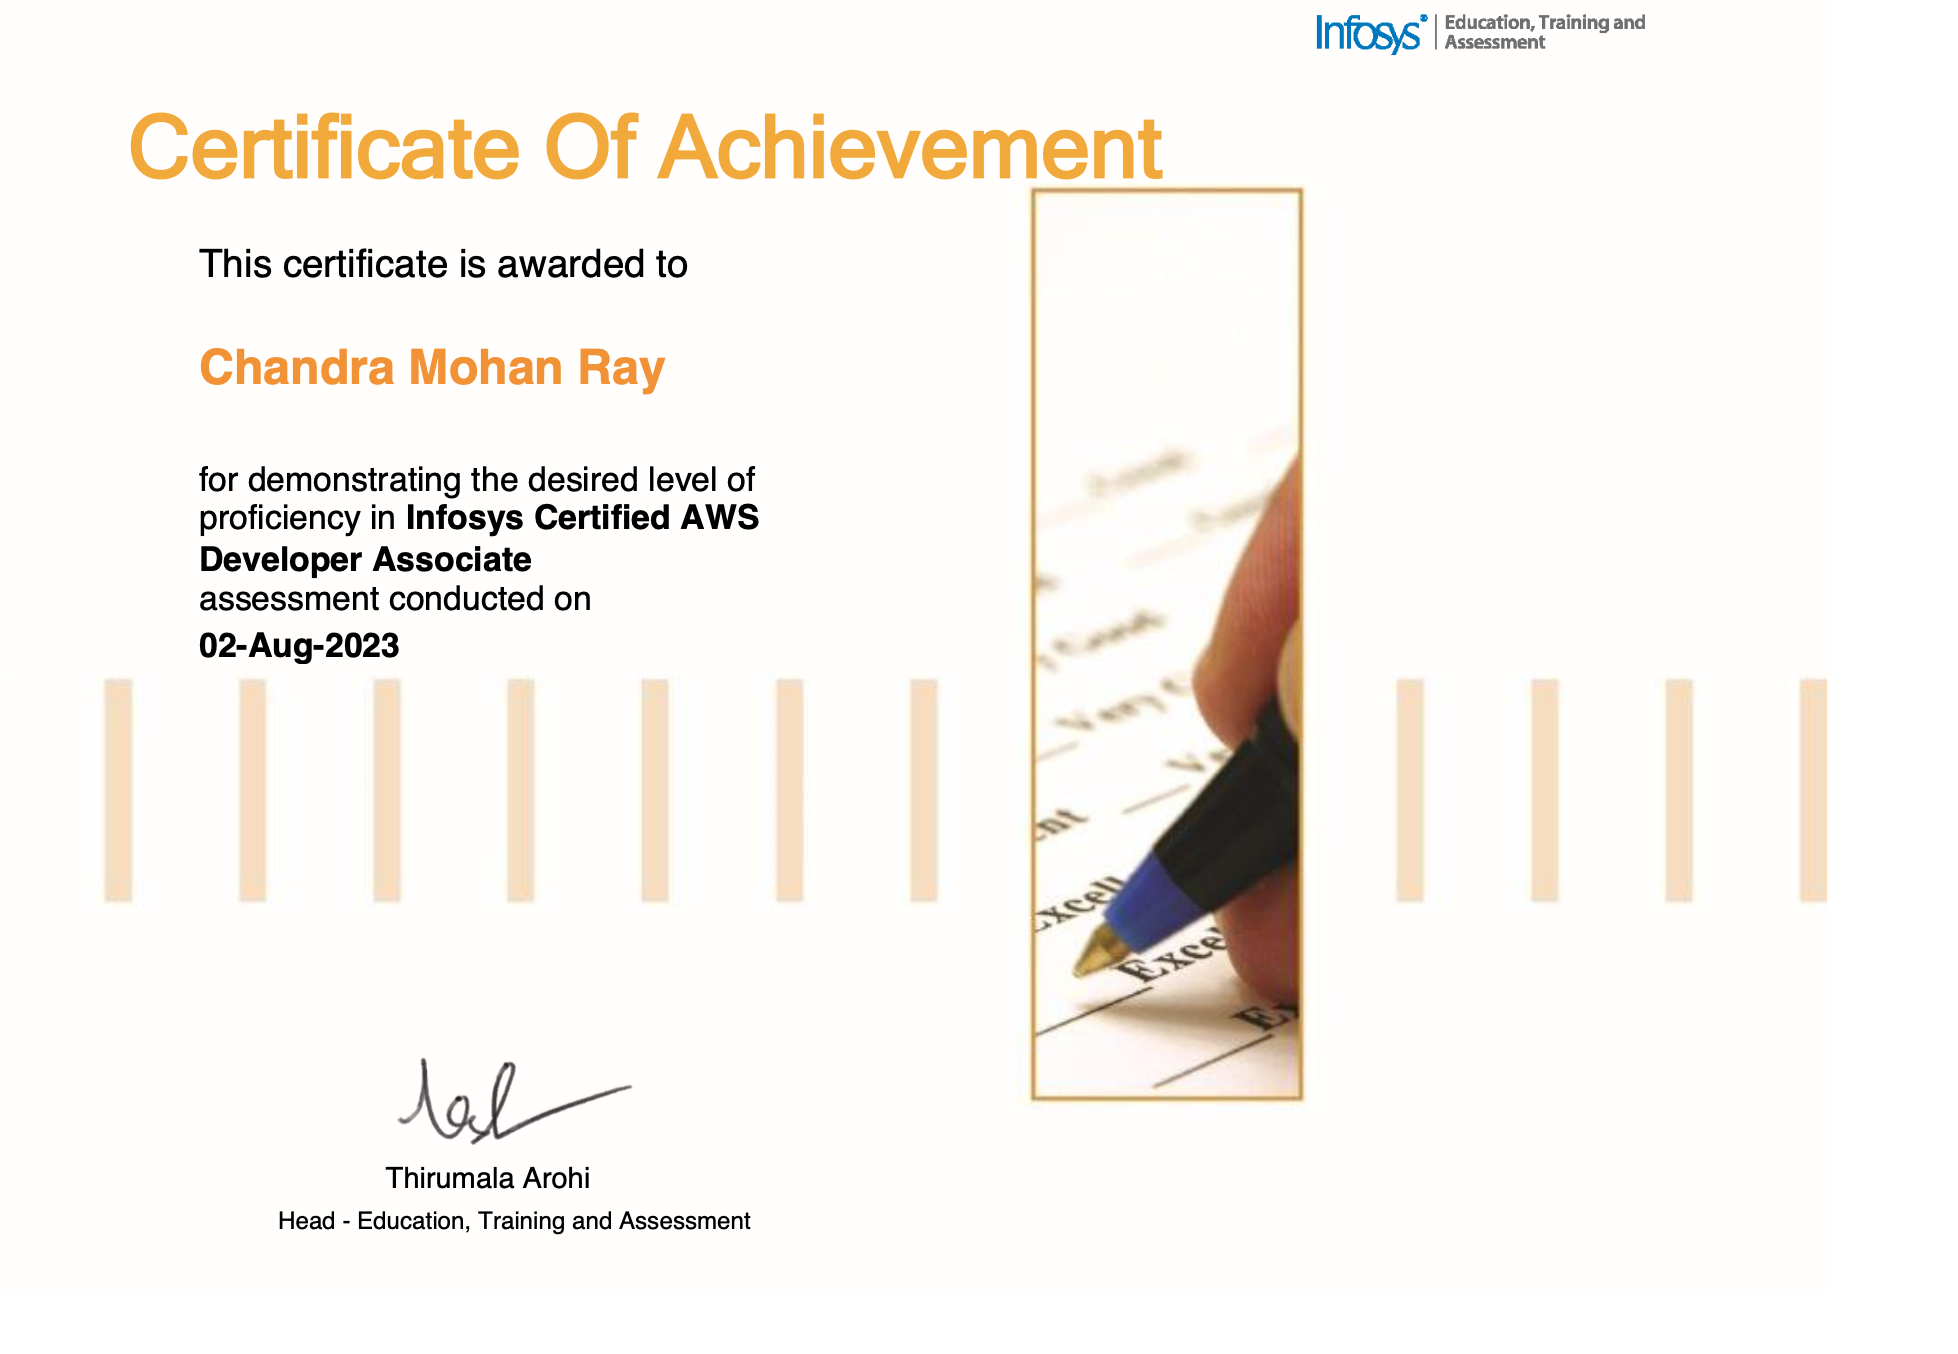 Infosys® | Education, Training and
Assessment
Certificate Of Achievement
This certificate is awarded to
Chandra Mohan Ray
for demonstrating the desired level of
proficiency in Infosys Certified AWS
Developer Associate
assessment conducted on
02-Aug-2023
Very
Thirumala Arohi
Head - Education, Training and Assessment